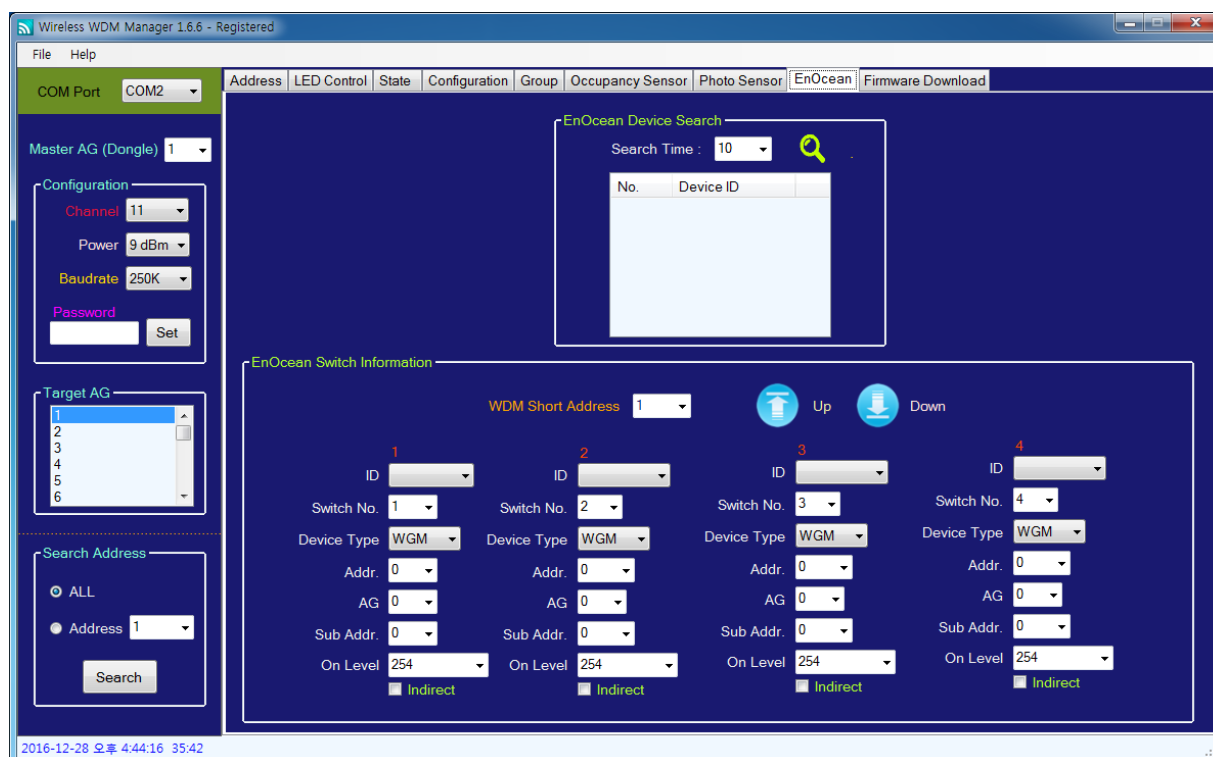 Wireless WDM Manager 1.6.6 - Registered
File Help
COM Port COM2
Master AG (Dongle) 1
Configuration
Channel 11
Power 9 dBm
Baudrate 250K
Password
Set
Target AG
1
2
3
4
5
6
Search Address
ALL
Address 1
Search
Address LED Control State Configuration Group Occupancy Sensor Photo Sensor EnOcean Firmware Download
EnOcean Device Search
Search Time : 10
No. Device ID
EnOcean Switch Information
WDM Short Address 1 Up Down
1 2 3 4
ID ID ID ID
Switch No. 1 Switch No. 2 Switch No. 3 Switch No. 4
Device Type WGM Device Type WGM Device Type WGM Device Type WGM
Addr. 0 Addr. 0 Addr. 0 Addr. 0
AG 0 AG 0 AG 0 AG 0
Sub Addr. 0 Sub Addr. 0 Sub Addr. 0 Sub Addr. 0
On Level 254 On Level 254 On Level 254 On Level 254
Indirect Indirect Indirect Indirect
2016-12-28 오후 4:44:16 35:42